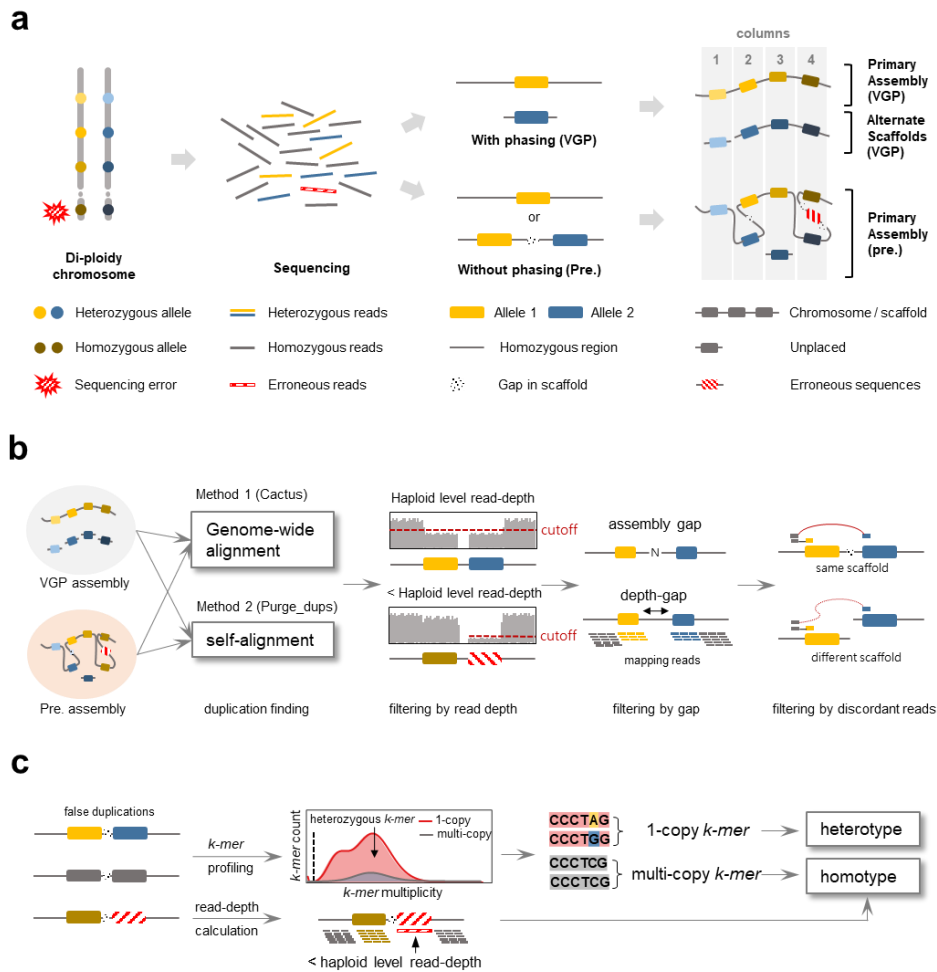 a
columns
1 2 3 4
Primary
Assembly
(VGP)
Alternate
Scaffolds
(VGP)
With phasing (VGP)
or
Primary
Assembly
(pre.)
Di-ploidy
chromosome
Sequencing
Without phasing (Pre.)
Heterozygous allele
Heterozygous reads
Allele 1
Allele 2
Chromosome / scaffold
Homozygous allele
Homozygous reads
Homozygous region
Unplaced
Sequencing error
Erroneous reads
Gap in scaffold
Erroneous sequences
b
Method 1 (Cactus)
Genome-wide
alignment
VGP assembly
Method 2 (Purge_dups)
self-alignment
Pre. assembly
duplication finding
Haploid level read-depth
cutoff
< Haploid level read-depth
cutoff
filtering by read depth
assembly gap
N
depth-gap
mapping reads
filtering by gap
same scaffold
different scaffold
filtering by discordant reads
c
false duplications
k-mer
profiling
read-depth
calculation
k-mer count
heterozygous k-mer
1-copy
multi-copy
k-mer multiplicity
< haploid level read-depth
CCCTAG
CCCTGG
1-copy k-mer
heterotype
CCCTCG
CCCTCG
multi-copy k-mer
homotype